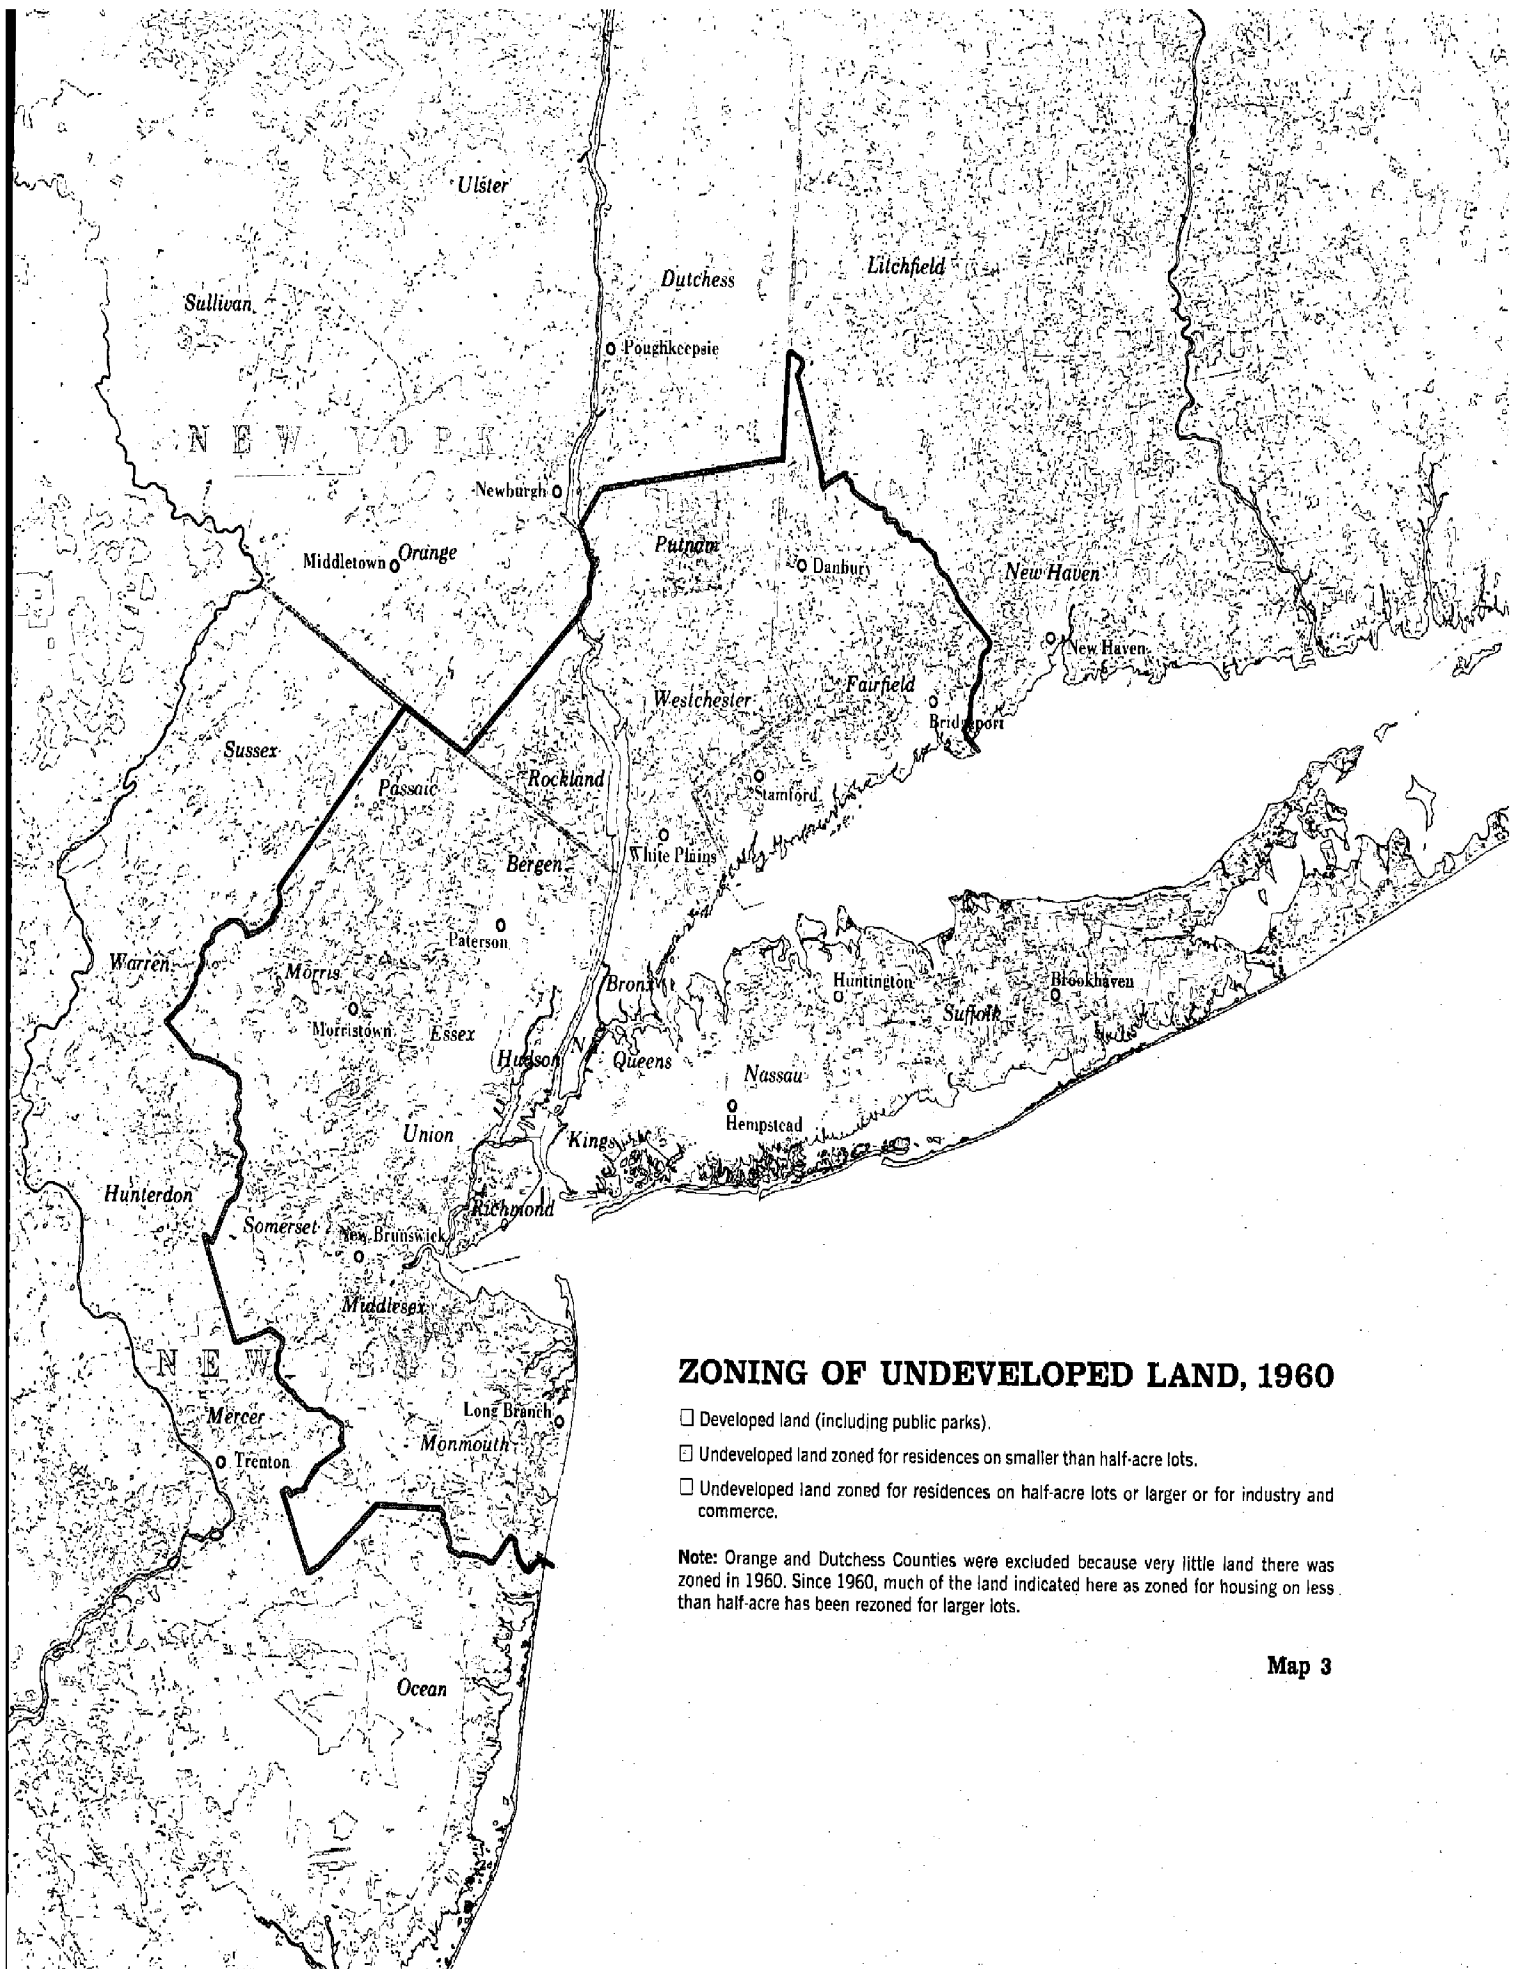 Ulster
Dutchess
Litchfield
Sullivan
Poughkeepsie
NEW YORK
Newburgh
Middletown
Orange
Putnam
Danbury
New Haven
New Haven
Westchester
Fairfield
Bridgeport
Sussex
Passaic
Rockland
Stamford
Bergen
White Plains
Paterson
Warren
Morris
Bronx
Huntington
Brookhaven
Morristown
Essex
Suffolk
Hudson
N
Queens
Nassau
Hempstead
Union
Kings
Hunterdon
Richmond
Somerset
New Brunswick
Middlesex
NEW
Mercer
Long Branch
Monmouth
Trenton
Ocean
ZONING OF UNDEVELOPED LAND, 1960
Developed land (including public parks).
Undeveloped land zoned for residences on smaller than half-acre lots.
Undeveloped land zoned for residences on half-acre lots or larger or for industry and
commerce.
Note: Orange and Dutchess Counties were excluded because very little land there was
zoned in 1960. Since 1960, much of the land indicated here as zoned for housing on less
than half-acre has been rezoned for larger lots.
Map 3